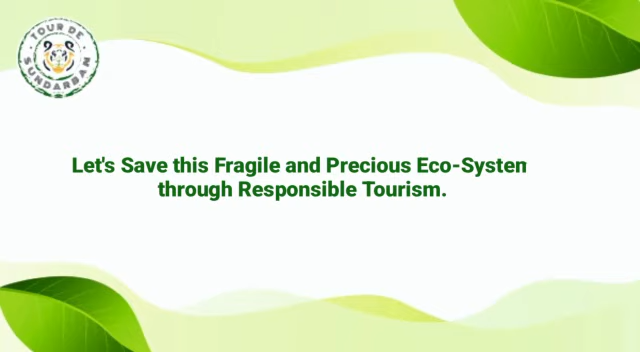 TOUR DE
SUNDARBAN
Let's Save this Fragile and Precious Eco-Systen
through Responsible Tourism.